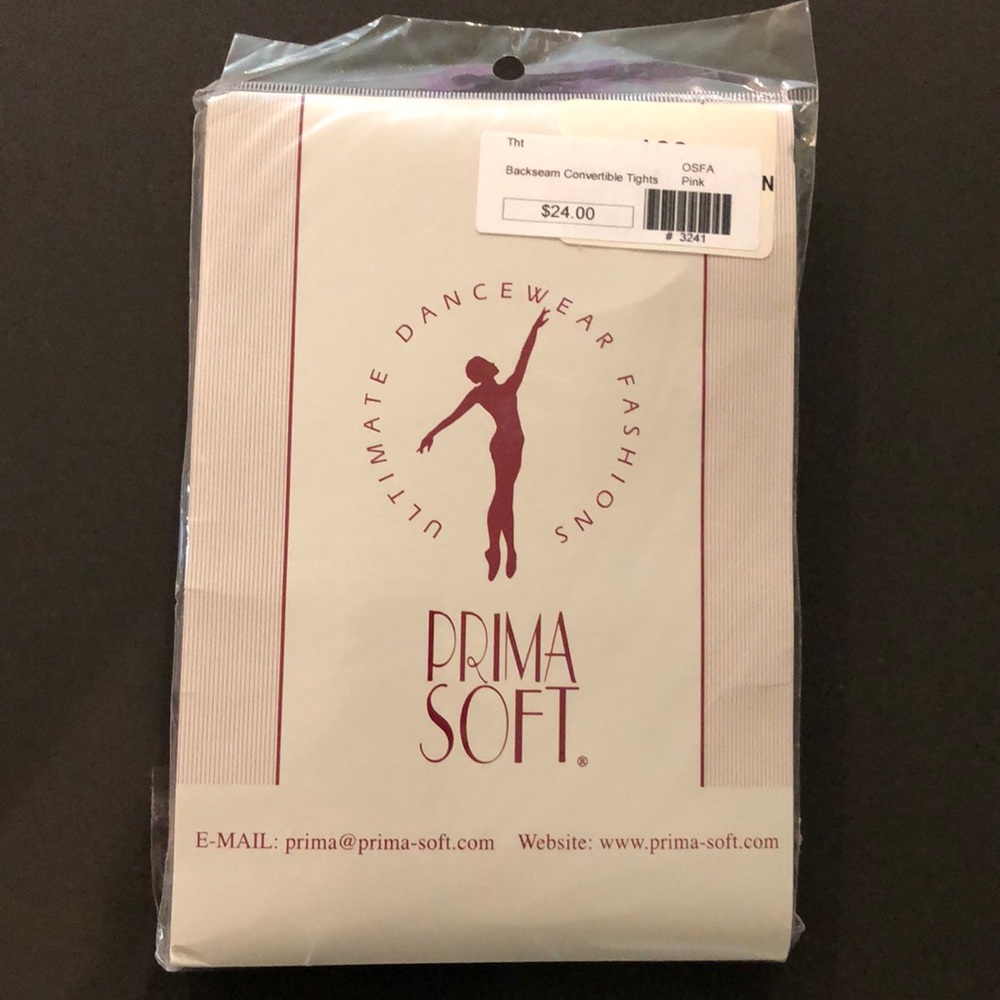 Tht
OSFA
Backseam Convertible Tights Pink
N
$24.00
# 3241
ULTIMATE DANCEWEAR FASHIONS
PRIMA
SOFT®
E-MAIL: prima@prima-soft.com Website: www.prima-soft.com